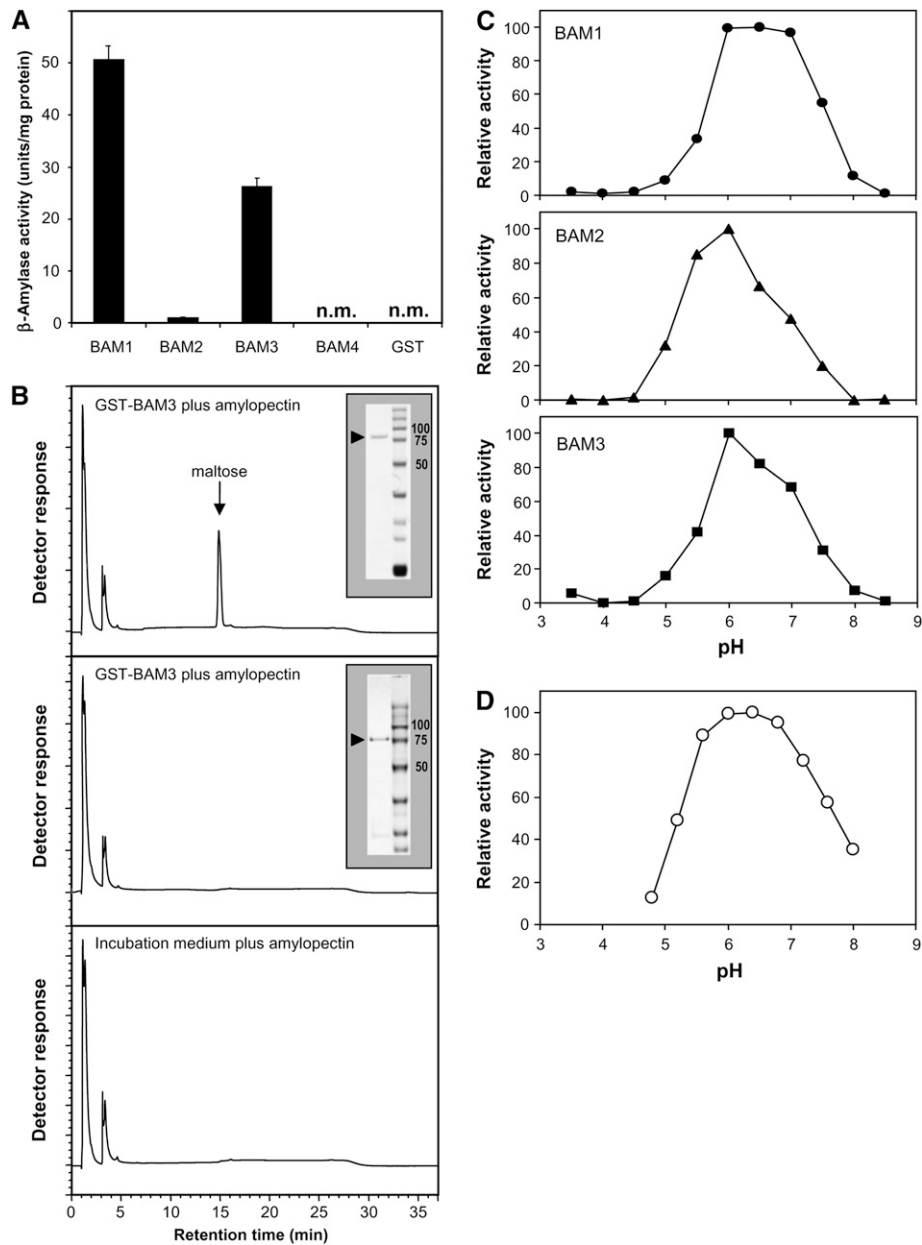 A
β-Amylase activity (units/mg protein)
50
40
30
20
10
0
n.m.
n.m.
BAM1
BAM2
BAM3
BAM4
GST
B
GST-BAM3 plus amylopectin
maltose
100
75
50
Detector response
GST-BAM3 plus amylopectin
100
75
50
Detector response
Incubation medium plus amylopectin
Detector response
0
5
10
15
20
25
30
35
Retention time (min)
C
BAM1
Relative activity
100
80
60
40
20
0
BAM2
Relative activity
100
80
60
40
20
0
BAM3
Relative activity
100
80
60
40
20
0
3
4
5
6
7
8
9
pH
D
Relative activity
100
80
60
40
20
0
3
4
5
6
7
8
9
pH